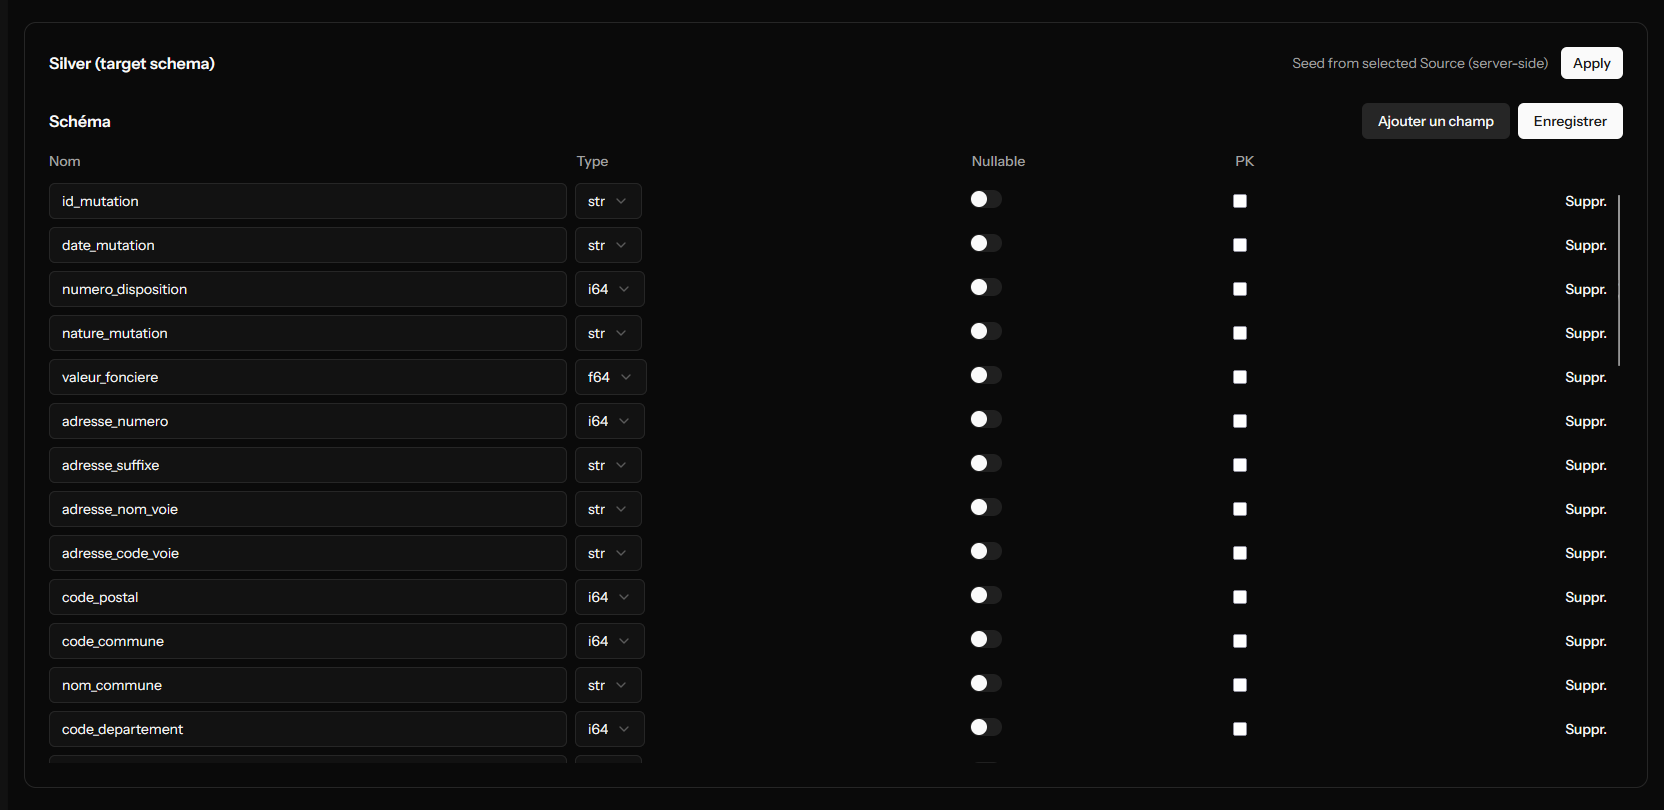 Silver (target schema)
Seed from selected Source (server-side) Apply
Schéma
Ajouter un champ Enregistrer
Nom Type Nullable PK
id_mutation str Suppr.
date_mutation str Suppr.
numero_disposition i64 Suppr.
nature_mutation str Suppr.
valeur_fonciere f64 Suppr.
adresse_numero i64 Suppr.
adresse_suffixe str Suppr.
adresse_nom_voie str Suppr.
adresse_code_voie str Suppr.
code_postal i64 Suppr.
code_commune i64 Suppr.
nom_commune str Suppr.
code_departement i64 Suppr.